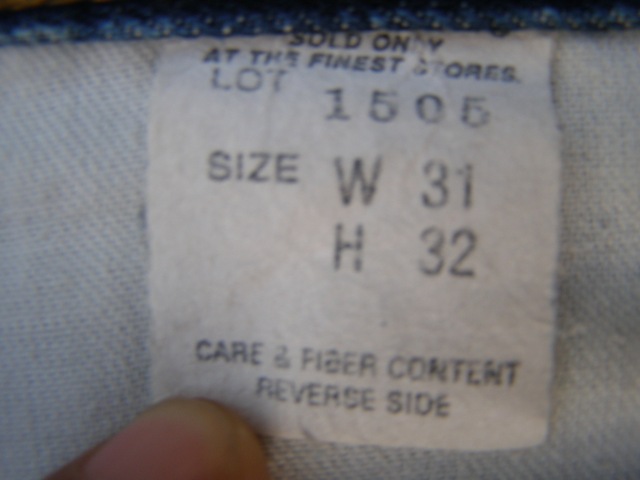 SOLD ONLY
AT THE FINEST STORES.
LOT 1505
SIZE W 31
H 32
CARE & FIBER CONTENT
REVERSE SIDE